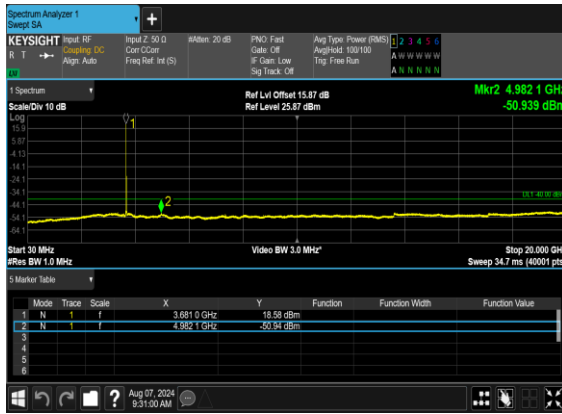 Spectrum Analyzer 1
Swept SA
+
KEYSIGHT Input: RF Input Z: 50 Ω #Atten: 20 dB PNO: Fast Avg Type: Power (RMS) 1 2 3 4 5 6
R T Coupling: DC Corr CCorr Gate: Off Avg|Hold: 100/100 A W W W W W
Align: Auto Freq Ref: Int (S) IF Gain: Low Trig: Free Run
Sig Track: Off A N N N N N
LXI
1 Spectrum Ref Lvl Offset 15.87 dB Mkr2 4.982 1 GHz
Scale/Div 10 dB Ref Level 25.87 dBm -50.939 dBm
Log
15.9
5.87
-4.13
-14.1
-24.1
-34.1
-44.1
-54.1
-64.1
1
2
Start 30 MHz Video BW 3.0 MHz* Stop 20.000 GHz
#Res BW 1.0 MHz Sweep 34.7 ms (40001 pts)
5 Marker Table
Mode Trace Scale X Y Function Function Width Function Value
1 N 1 f 3.681 0 GHz 18.58 dBm
2 N 1 f 4.982 1 GHz -50.94 dBm
3
4
5
6
? Aug 07, 2024
9:31:00 AM